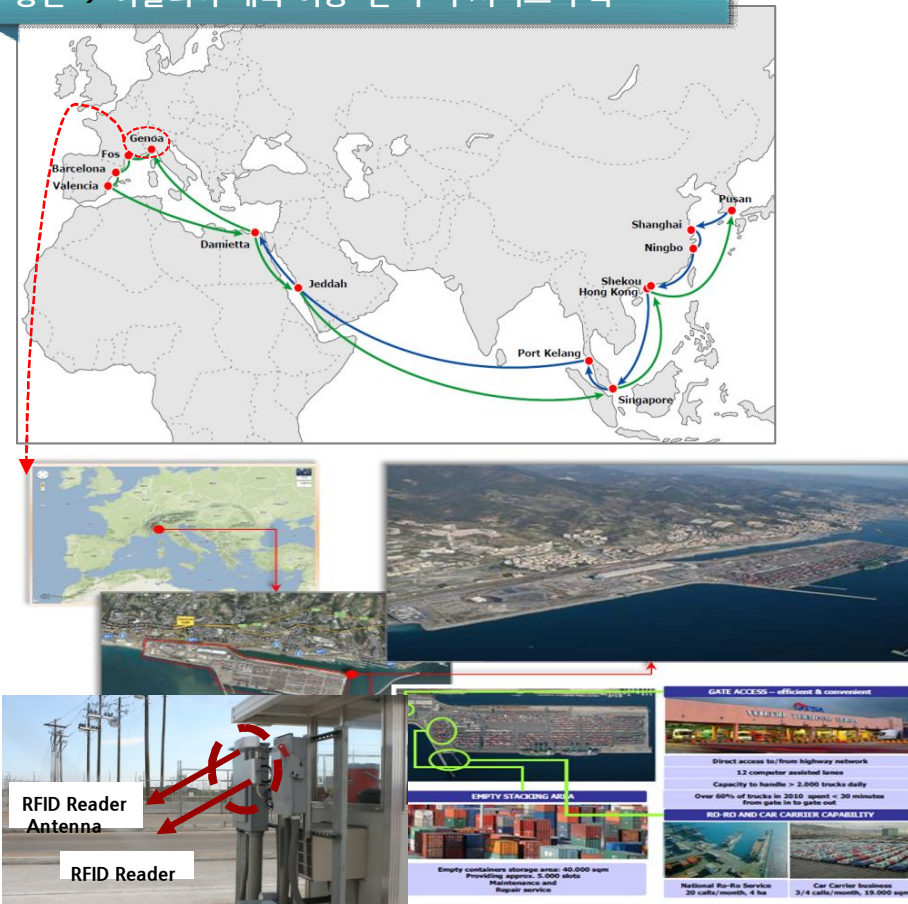 Genoa
Fos
Barcelona
Valencia
Damietta
Jeddah
Pusan
Shanghai
Ningbo
Shekou
Hong Kong
Port Kelang
Singapore
RFID Reader
Antenna
RFID Reader
GATE ACCESS – efficient & convenient
Direct access to/from highway network
12 computer assisted lanes
Capacity to handle > 2.000 trucks daily
Over 60% of trucks in 2010 spent < 30 minutes
from gate in to gate out
EMPTY STACKING AREA
Empty containers storage area: 40.000 sqm
Providing approx. 5.000 slots
Maintenance and
Repair service
RO-RO AND CAR CARRIER CAPABILITY
National Ro-Ro Service
20 calls/month, 4 ha
Car Carrier business
3/4 calls/month, 19.000 sqm